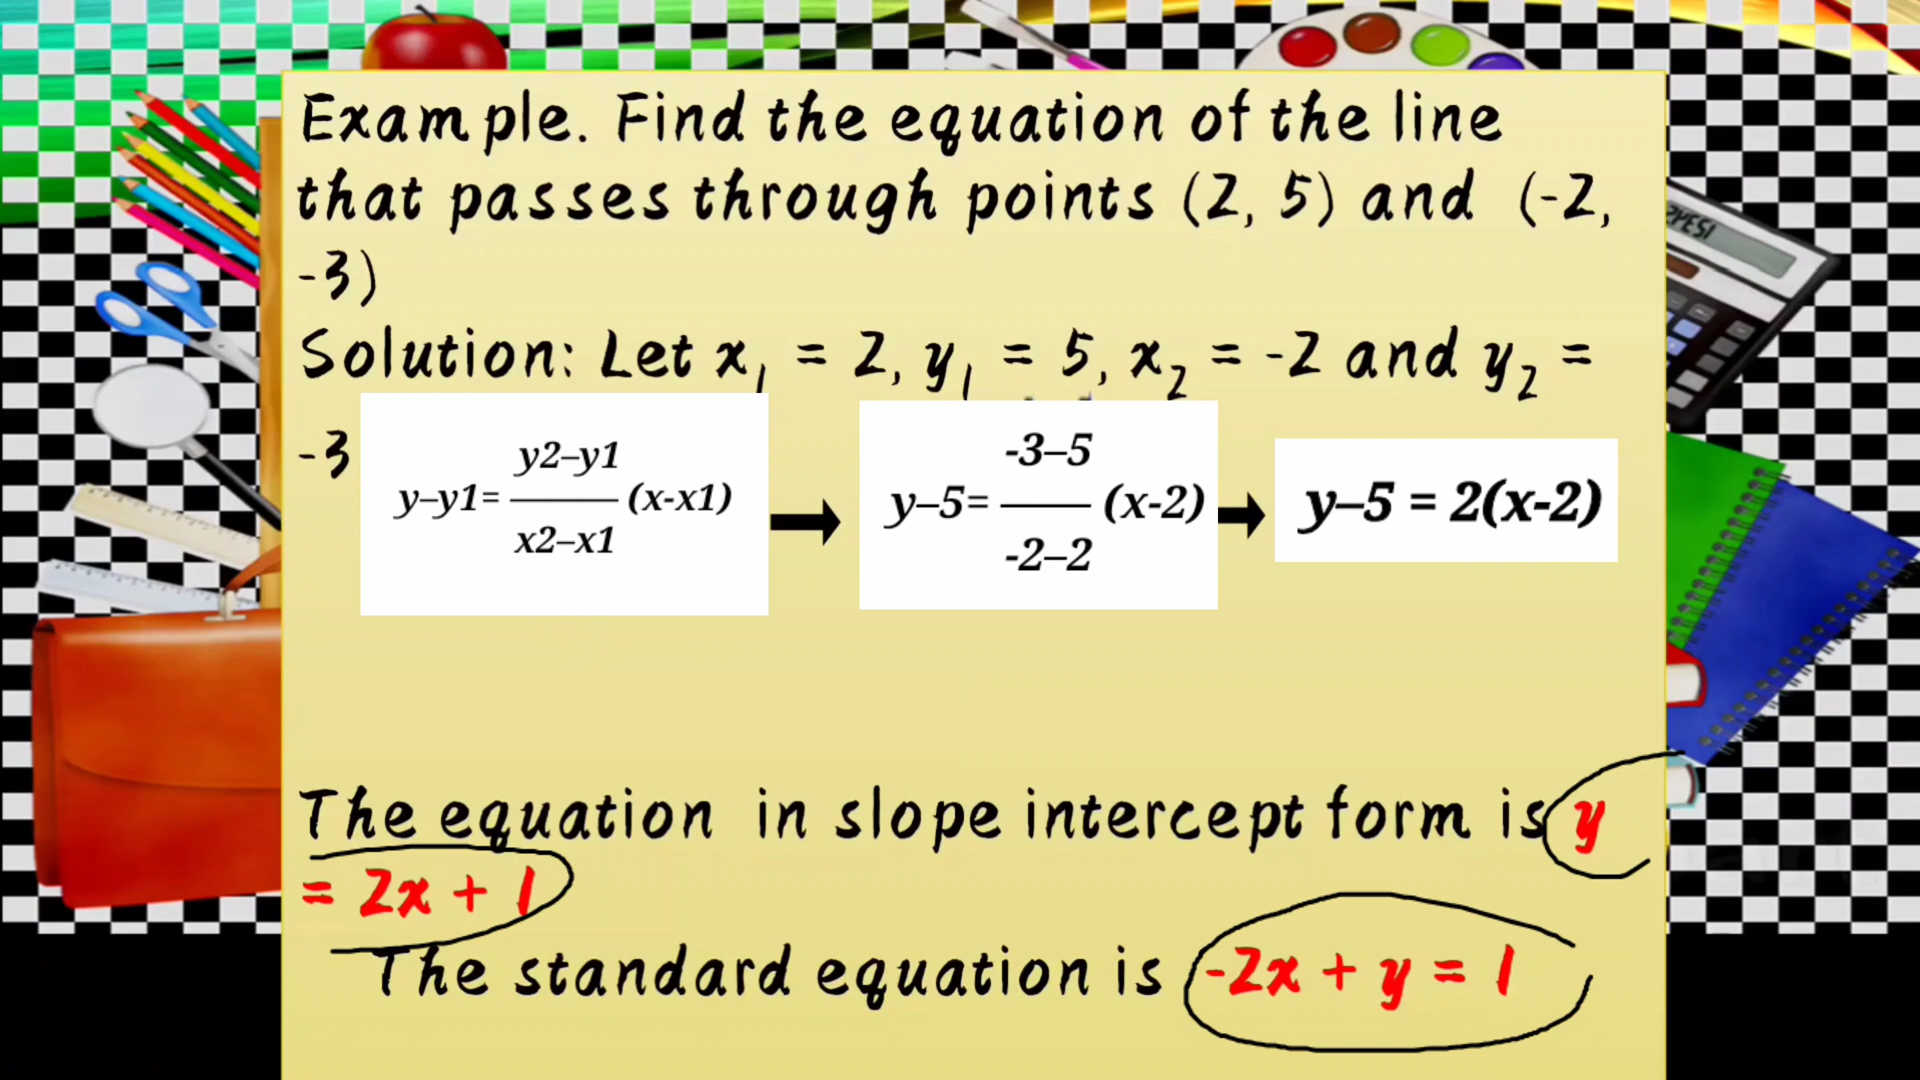 Example. Find the equation of the line
that passes through points (2, 5) and (-2,
-3)
Solution: Let x₁ = 2, y₁ = 5, x₂ = -2 and y₂ =
-3
y2–y1
y–y1= ——— (x-x1)
x2–x1
-3–5
y–5= ——— (x-2)
-2–2
y–5 = 2(x-2)
The equation in slope intercept form is y
= 2x + 1
The standard equation is -2x + y = 1